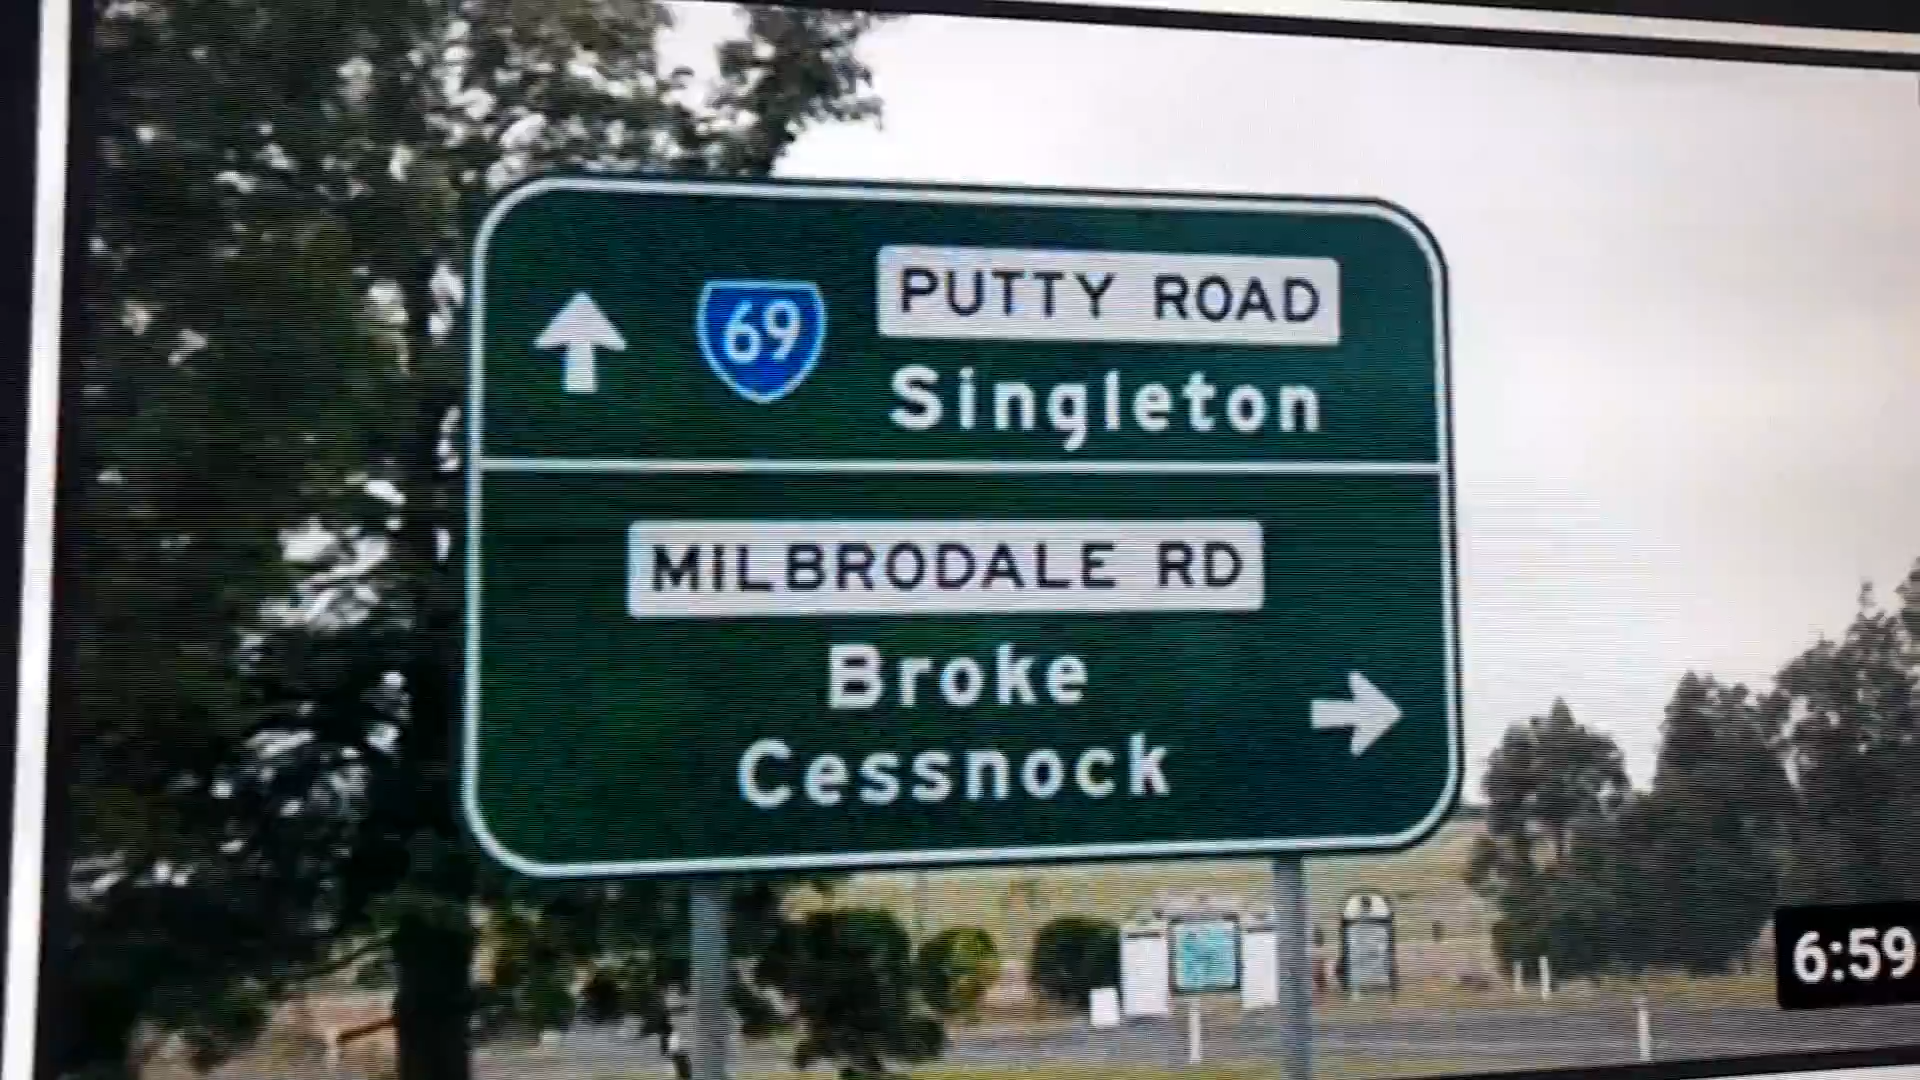 69
PUTTY ROAD
Singleton
MILBRODALE RD
Broke
Cessnock
6:59